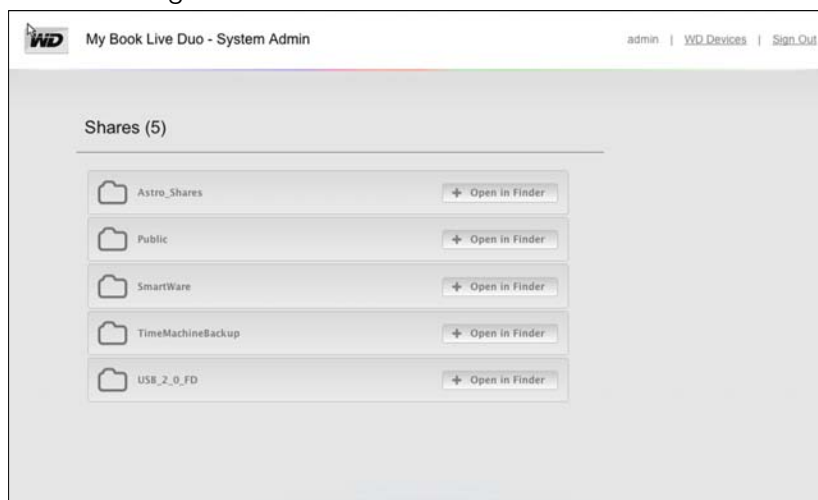 WD My Book Live Duo - System Admin admin | WD Devices | Sign Out
Shares (5)
Astro_Shares + Open in Finder
Public + Open in Finder
SmartWare + Open in Finder
TimeMachineBackup + Open in Finder
USB_2_0_FD + Open in Finder